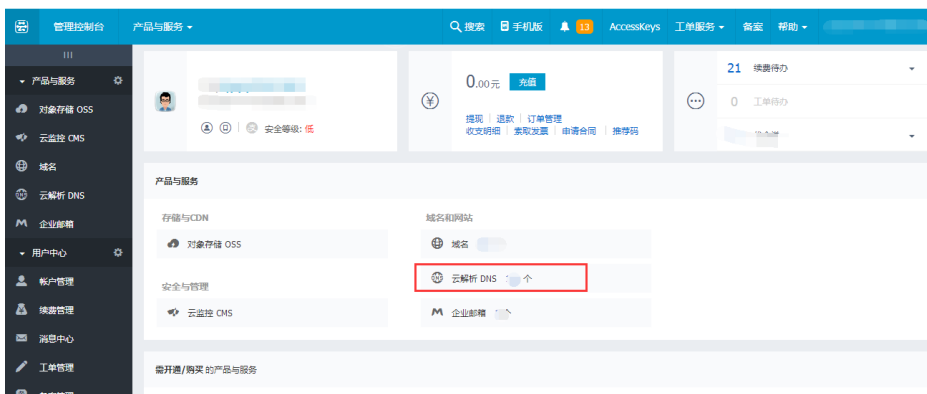 管理控制台 产品与服务 搜索 手机版 13 AccessKeys 工单服务 备案 帮助
产品与服务
对象存储 OSS
云监控 CMS
域名
云解析 DNS
企业邮箱
用户中心
帐户管理
续费管理
消息中心
工单管理
安全等级: 低
0.00元 充值
提现 退款 订单管理
收支明细 索取发票 申请合同 推荐码
21 续费待办
0 工单待办
产品与服务
存储与CDN
对象存储 OSS
安全与管理
云监控 CMS
域名和网站
域名
云解析 DNS 个
企业邮箱
需开通/购买 的产品与服务